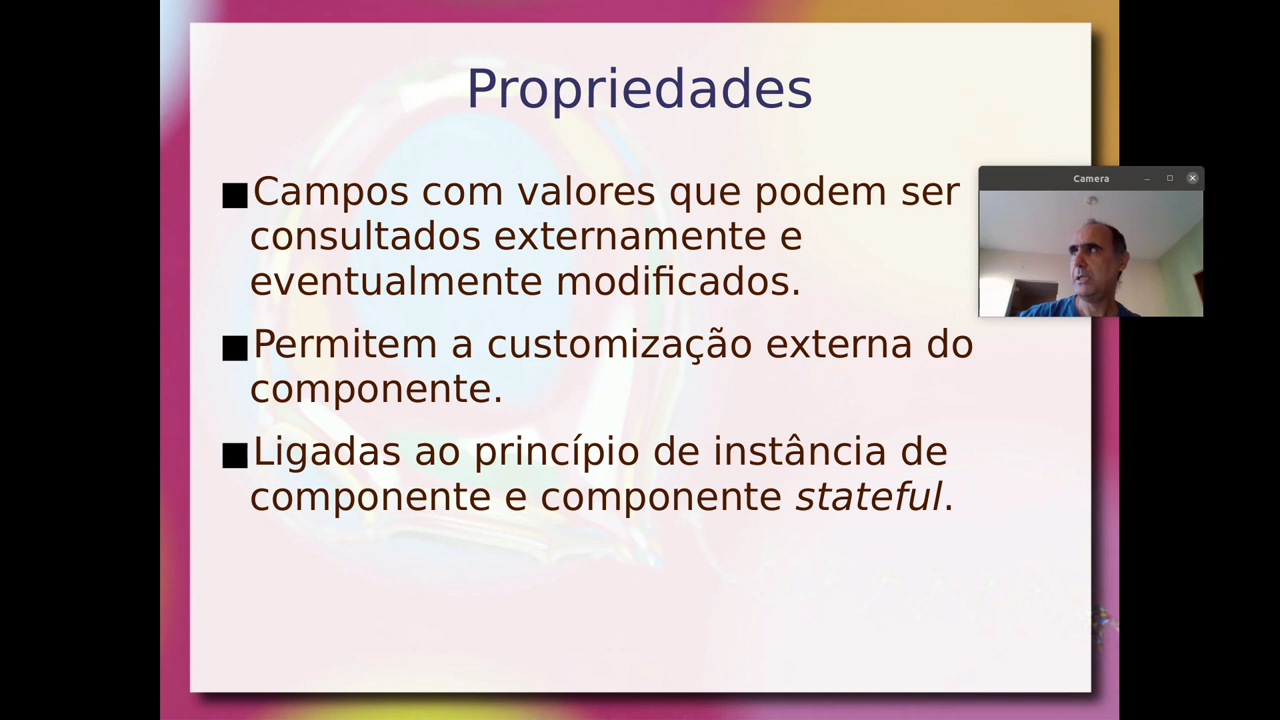 Propriedades
■Campos com valores que podem ser
consultados externamente e
eventualmente modificados.
■Permitem a customização externa do
componente.
■Ligadas ao princípio de instância de
componente e componente stateful.
Camera